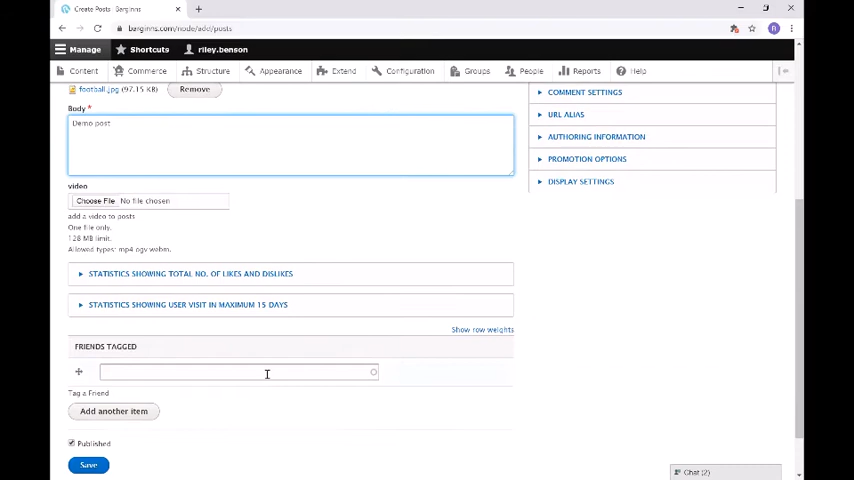 Create Posts - Barginns
barginns.com/node/add/posts
R
Manage Shortcuts riley.benson
Content Commerce Structure Appearance Extend Configuration Groups People Reports Help
football.jpg (97.15 KB) Remove
Body *
Demo post
video
Choose File No file chosen
add a video to posts
One file only.
128 MB limit.
Allowed types: mp4 ogv webm.
STATISTICS SHOWING TOTAL NO. OF LIKES AND DISLIKES
STATISTICS SHOWING USER VISIT IN MAXIMUM 15 DAYS
Show row weights
FRIENDS TAGGED
Tag a Friend
Add another item
Published
Save
COMMENT SETTINGS
URL ALIAS
AUTHORING INFORMATION
PROMOTION OPTIONS
DISPLAY SETTINGS
Chat (2)